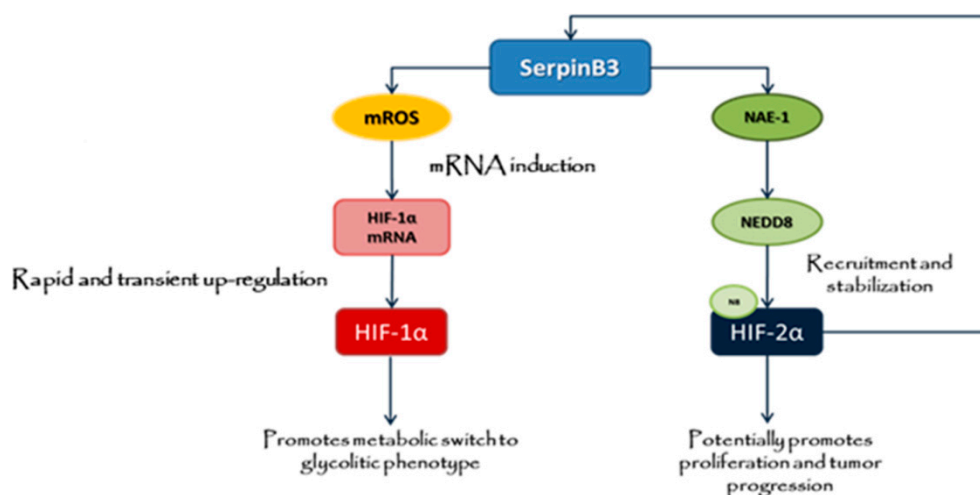 SerpinB3
mROS
NAE-1
mRNA induction
HIF-1α
mRNA
NEDD8
Rapid and transient up-regulation
Recruitment and
stabilization
N8
HIF-1α
HIF-2α
Promotes metabolic switch to
glycolitic phenotype
Potentially promotes
proliferation and tumor
progression